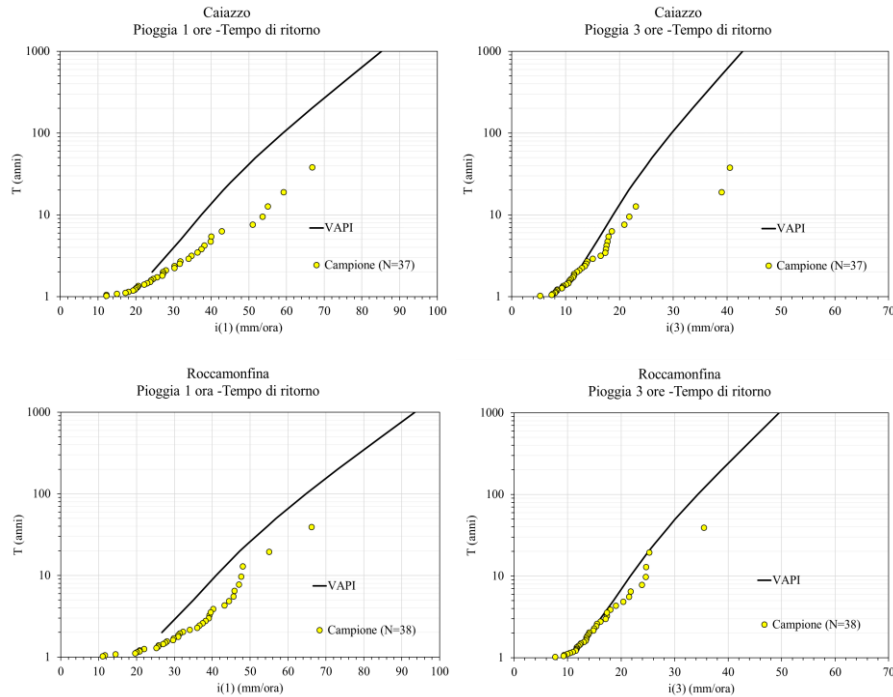 Caiazzo
Pioggia 1 ore -Tempo di ritorno
1000
100
10
1
T (anni)
VAPI
Campione (N=37)
0 10 20 30 40 50 60 70 80 90 100
i(1) (mm/ora)
Caiazzo
Pioggia 3 ore -Tempo di ritorno
1000
100
10
1
T (anni)
VAPI
Campione (N=37)
0 10 20 30 40 50 60 70
i(3) (mm/ora)
Roccamonfina
Pioggia 1 ora -Tempo di ritorno
1000
100
10
1
T (anni)
VAPI
Campione (N=38)
0 10 20 30 40 50 60 70 80 90 100
i(1) (mm/ora)
Roccamonfina
Pioggia 3 ore -Tempo di ritorno
1000
100
10
1
T (anni)
VAPI
Campione (N=38)
0 10 20 30 40 50 60 70
i(3) (mm/ora)